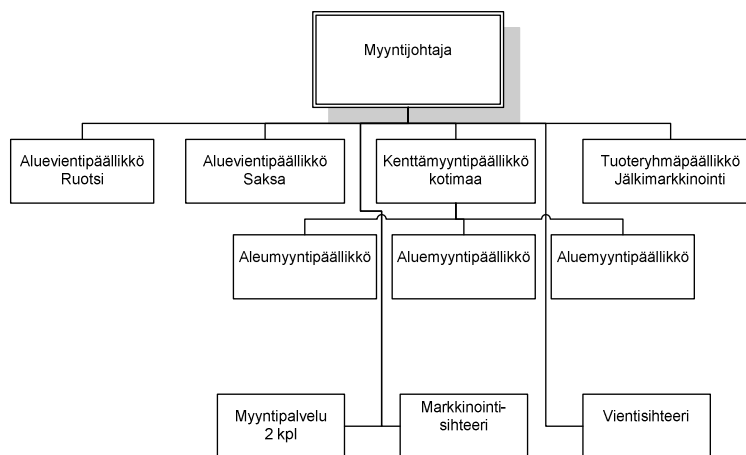 Myyntijohtaja
Aluevientipäällikkö
Ruotsi
Aluevientipäällikkö
Saksa
Kenttämyyntipäällikkö
kotimaa
Tuoteryhmäpäällikkö
Jälkimarkkinointi
Aleumyyntipäällikkö
Aluemyyntipäällikkö
Aluemyyntipäällikkö
Myyntipalvelu
2 kpl
Markkinointi-
sihteeri
Vientisihteeri